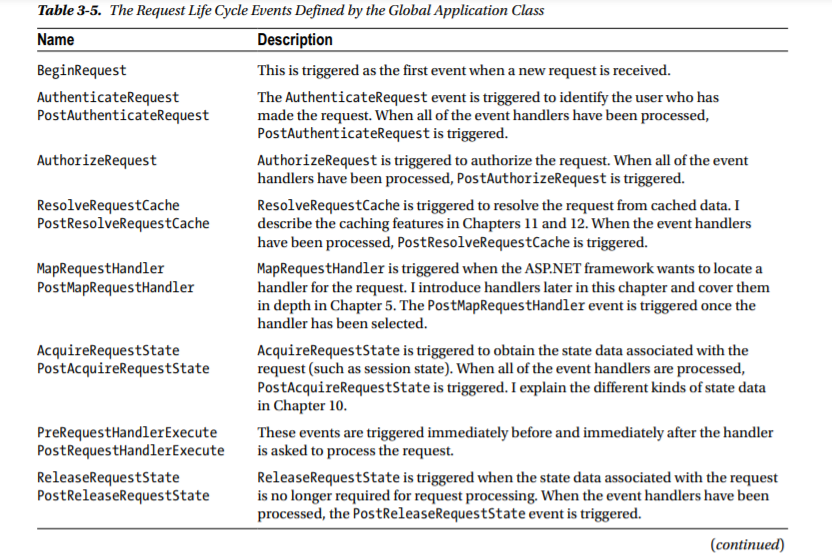 Table 3-5. The Request Life Cycle Events Defined by the Global Application Class
Name Description
BeginRequest This is triggered as the first event when a new request is received.
AuthenticateRequest The AuthenticateRequest event is triggered to identify the user who has
PostAuthenticateRequest made the request. When all of the event handlers have been processed,
PostAuthenticateRequest is triggered.
AuthorizeRequest AuthorizeRequest is triggered to authorize the request. When all of the event
handlers have been processed, PostAuthorizeRequest is triggered.
ResolveRequestCache ResolveRequestCache is triggered to resolve the request from cached data. I
PostResolveRequestCache describe the caching features in Chapters 11 and 12. When the event handlers
have been processed, PostResolveRequestCache is triggered.
MapRequestHandler MapRequestHandler is triggered when the ASP.NET framework wants to locate a
PostMapRequestHandler handler for the request. I introduce handlers later in this chapter and cover them
in depth in Chapter 5. The PostMapRequestHandler event is triggered once the
handler has been selected.
AcquireRequestState AcquireRequestState is triggered to obtain the state data associated with the
PostAcquireRequestState request (such as session state). When all of the event handlers are processed,
PostAcquireRequestState is triggered. I explain the different kinds of state data
in Chapter 10.
PreRequestHandlerExecute These events are triggered immediately before and immediately after the handler
PostRequestHandlerExecute is asked to process the request.
ReleaseRequestState ReleaseRequestState is triggered when the state data associated with the request
PostReleaseRequestState is no longer required for request processing. When the event handlers have been
processed, the PostReleaseRequestState event is triggered.
(continued)